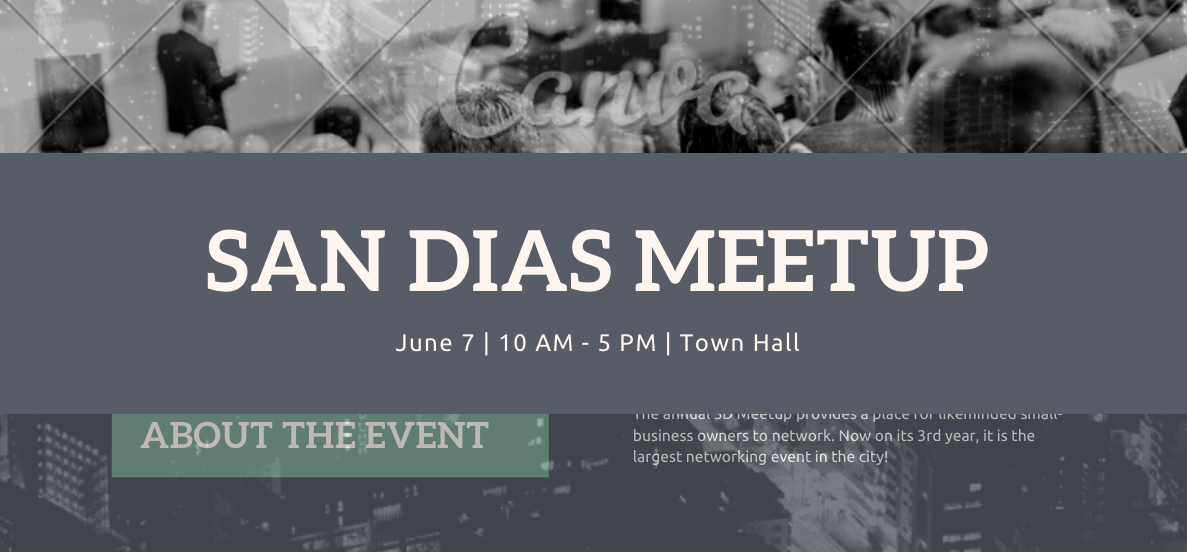 Canva
SAN DIAS MEETUP
June 7 | 10 AM - 5 PM | Town Hall
ABOUT THE EVENT
The annual SD Meetup provides a place for likeminded small-
business owners to network. Now on its 3rd year, it is the
largest networking event in the city!